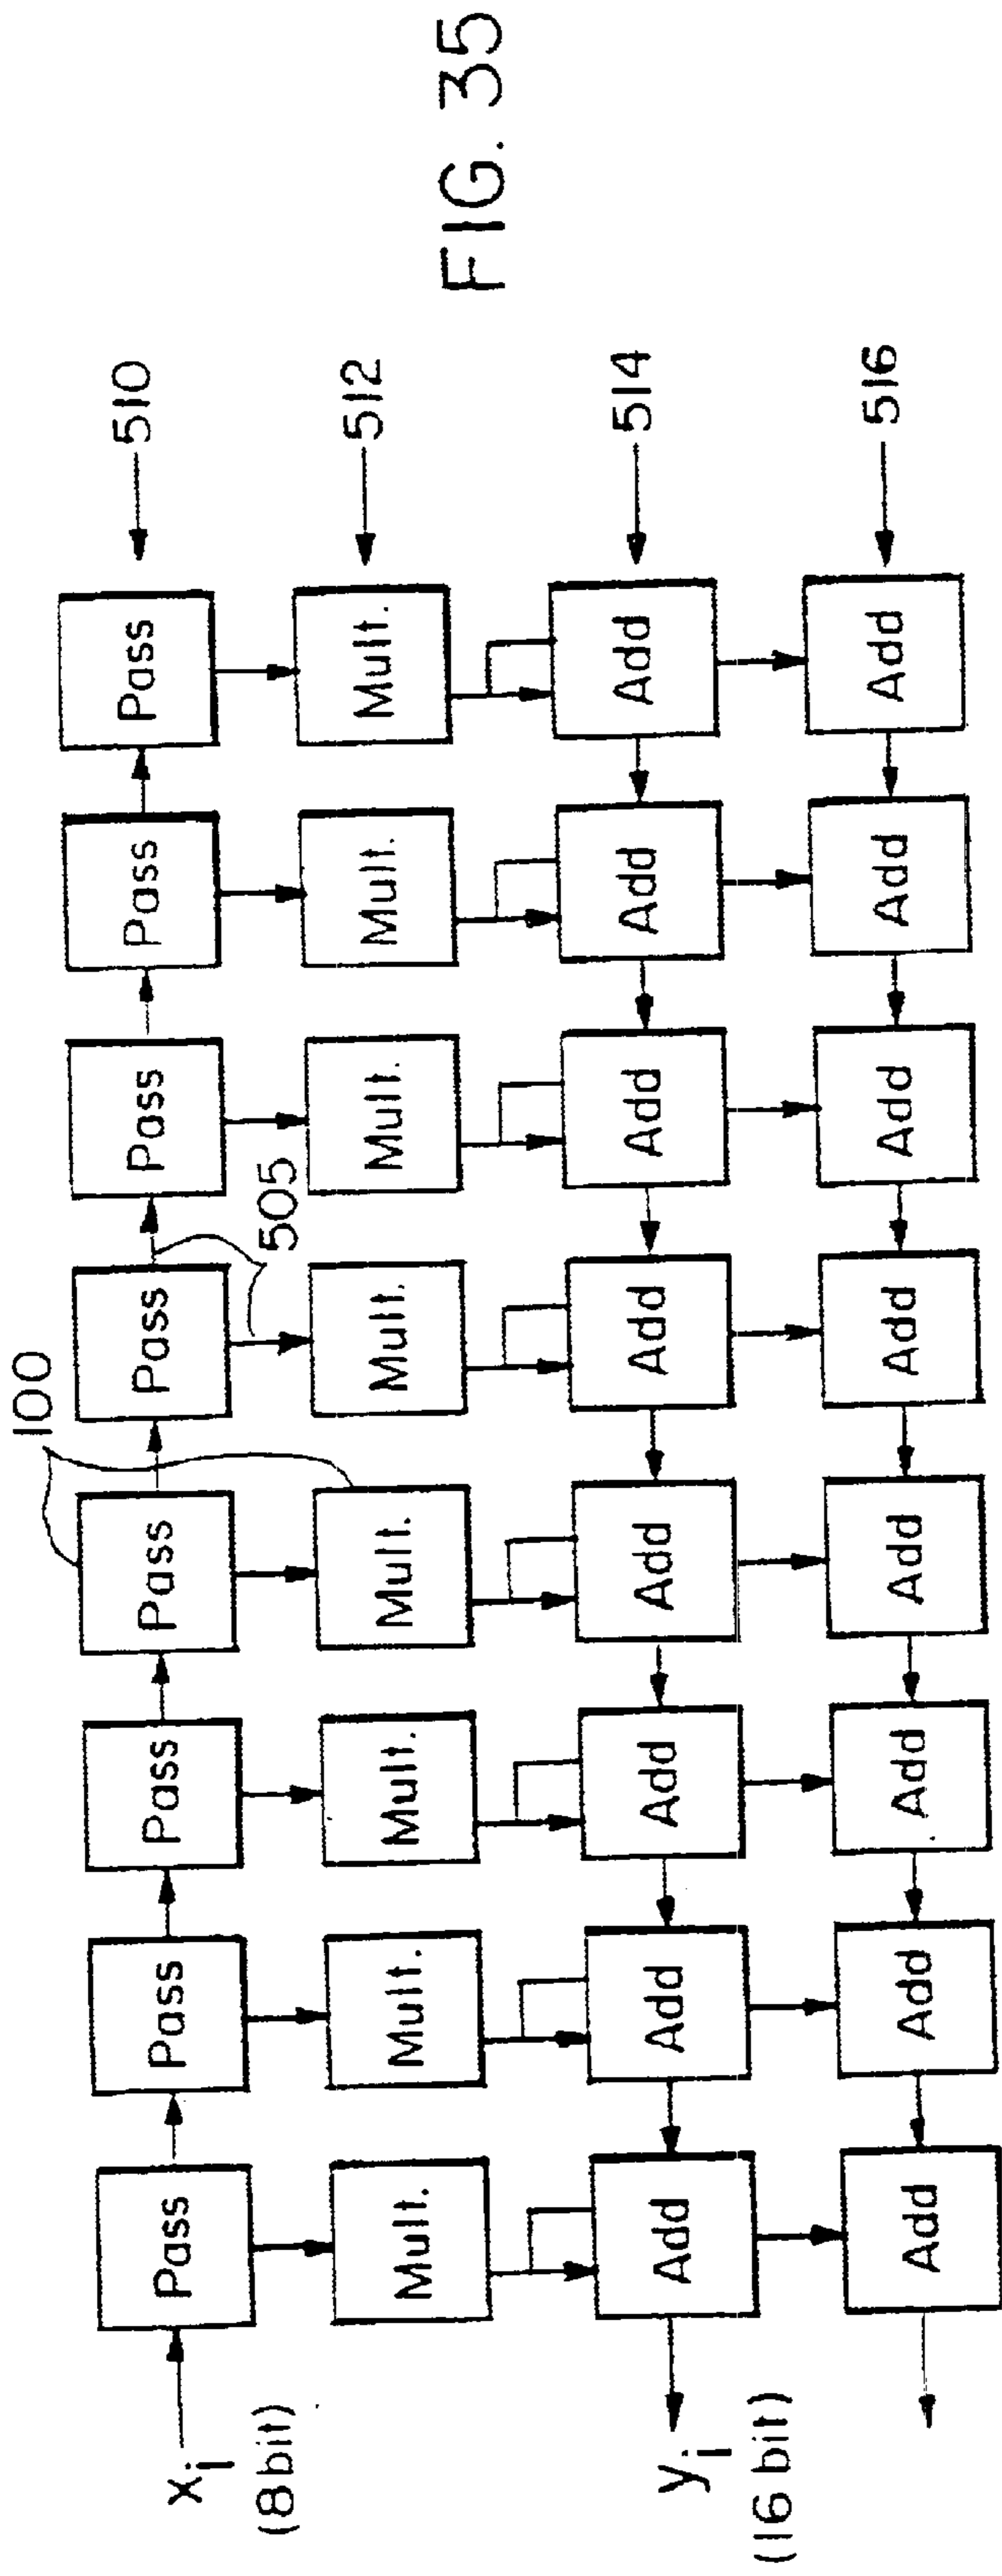 100
Pass Pass Pass Pass Pass Pass Pass Pass
510
x_i
(8 bit)
505
Mult. Mult. Mult. Mult. Mult. Mult. Mult. Mult.
512
Add Add Add Add Add Add Add Add
514
y_i
(16 bit)
Add Add Add Add Add Add Add Add
516
FIG. 35